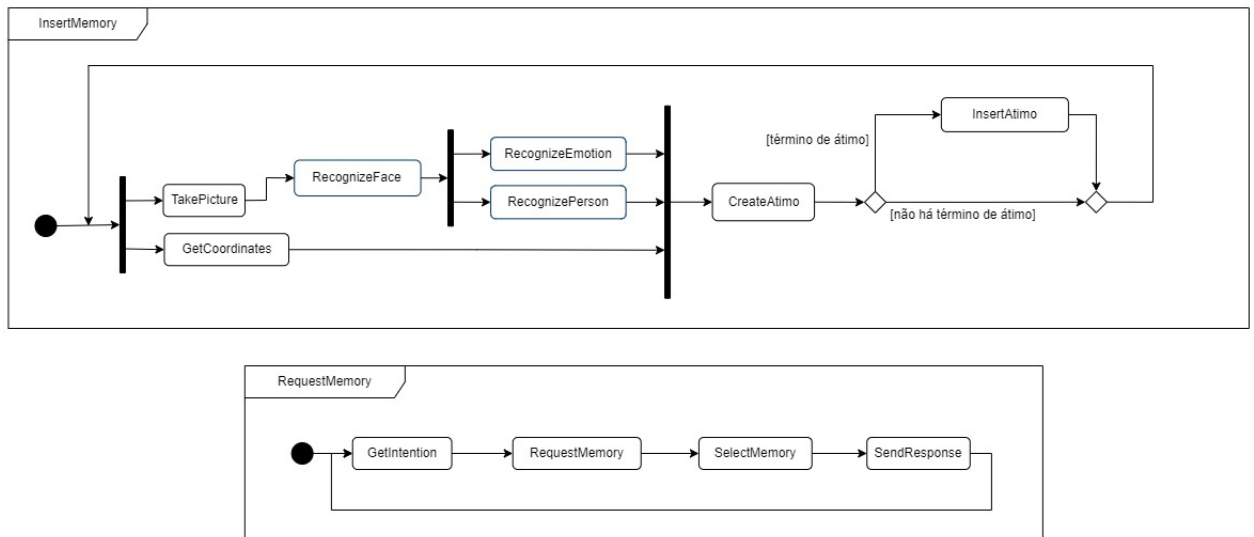 InsertMemory
InsertAtimo
[término de átimo]
RecognizeEmotion
RecognizeFace
TakePicture
RecognizePerson
CreateAtimo
[não há término de átimo]
GetCoordinates
RequestMemory
GetIntention
RequestMemory
SelectMemory
SendResponse